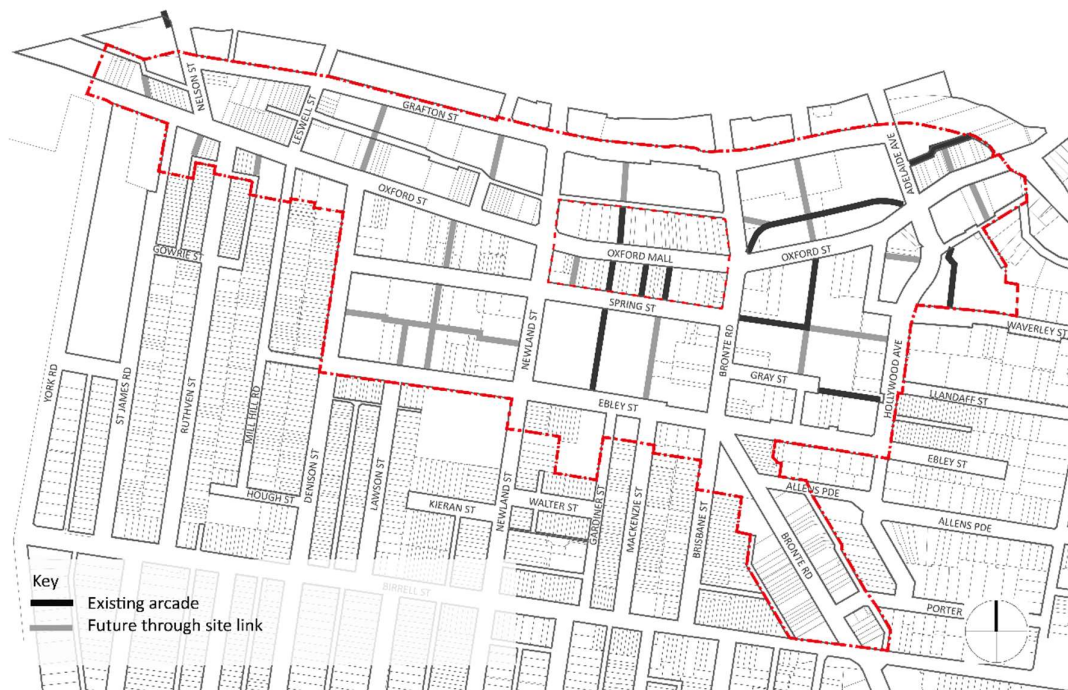 NELSON ST
LESWELL ST
GRAFTON ST
ADELAIDE AVE
OXFORD ST
OXFORD MALL
OXFORD ST
GOWRIE ST
SPRING ST
NEWLAND ST
BRONTE RD
WAVERLEY ST
HOLLYWOOD AVE
GRAY ST
LLANDAFF ST
YORK RD
ST JAMES RD
RUTHVEN ST
MILL HILL RD
EBLEY ST
EBLEY ST
DENISON ST
LAWSON ST
HOUGH ST
KIERAN ST
NEWLAND ST
WALTER ST
GARDINER ST
MACKENZIE ST
BRISBANE ST
ALLENS PDE
ALLENS PDE
BRONTE RD
PORTER
BIRRELL ST
Key
Existing arcade
Future through site link